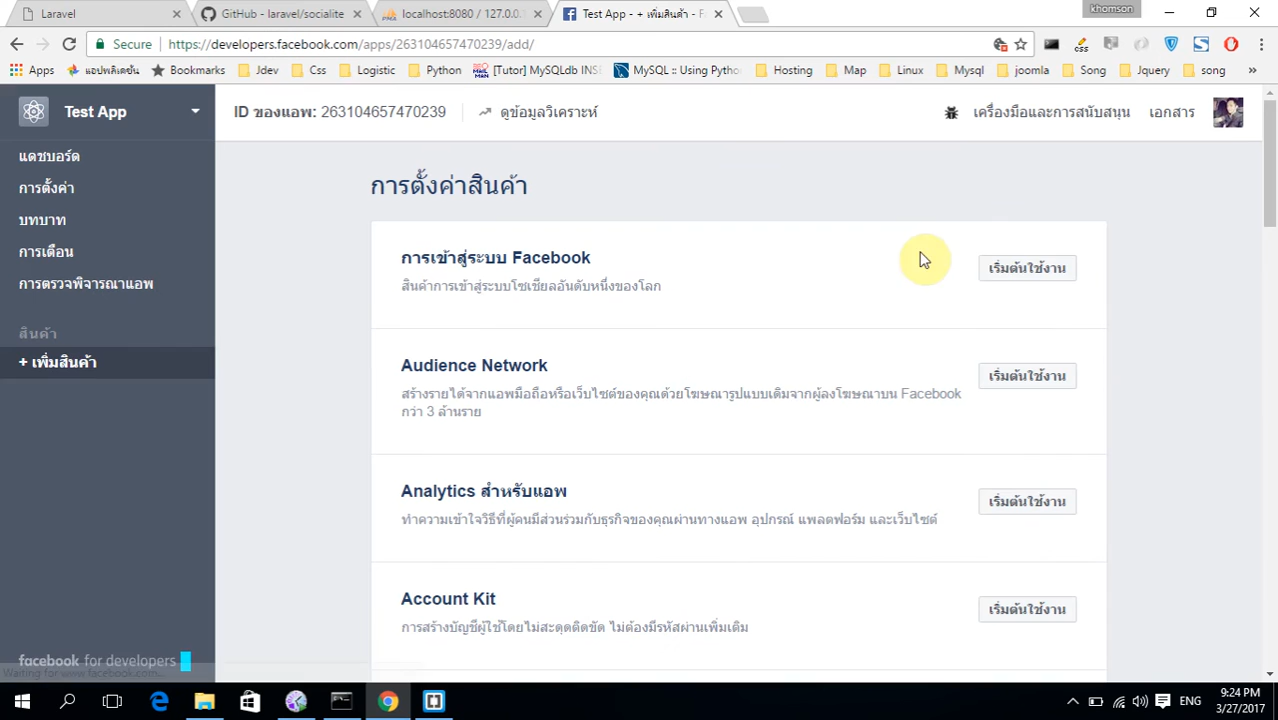 Laravel
GitHub - laravel/socialite
localhost:8080 / 127.0.0.1
Test App - + เพิ่มสินค้า - F
khomson
Secure
https://developers.facebook.com/apps/263104657470239/add/
Apps
แอปพลิเคชัน
Bookmarks
Jdev
Css
Logistic
Python
[Tutor] MySQLdb INS
MySQL :: Using Pytho
Hosting
Map
Linux
Mysql
joomla
Song
Jquery
song
Test App
ID ของแอพ: 263104657470239
ดูข้อมูลวิเคราะห์
เครื่องมือและการสนับสนุน
เอกสาร
แดชบอร์ด
การตั้งค่า
บทบาท
การเตือน
การตรวจพิจารณาแอพ
สินค้า
+ เพิ่มสินค้า
การตั้งค่าสินค้า
การเข้าสู่ระบบ Facebook
สินค้าการเข้าสู่ระบบโซเชียลอันดับหนึ่งของโลก
เริ่มต้นใช้งาน
Audience Network
สร้างรายได้จากแอพมือถือหรือเว็บไซต์ของคุณด้วยโฆษณารูปแบบเดิมจากผู้ลงโฆษณาบน Facebook
กว่า 3 ล้านราย
เริ่มต้นใช้งาน
Analytics สำหรับแอพ
ทำความเข้าใจวิธีที่ผู้คนมีส่วนร่วมกับธุรกิจของคุณผ่านทางแอพ อุปกรณ์ แพลตฟอร์ม และเว็บไซต์
เริ่มต้นใช้งาน
Account Kit
การสร้างบัญชีผู้ใช้โดยไม่สะดุดติดขัด ไม่ต้องมีรหัสผ่านเพิ่มเติม
เริ่มต้นใช้งาน
facebook for developers
Waiting for www.facebook.com...
ENG
9:24 PM
3/27/2017